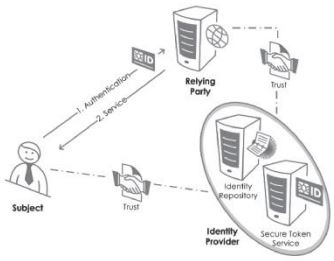 ID
Relying
Party
Trust
1. Authentication
2. Service
Subject
Trust
Identity
Repository
ID
Identity
Provider
Secure Token
Service